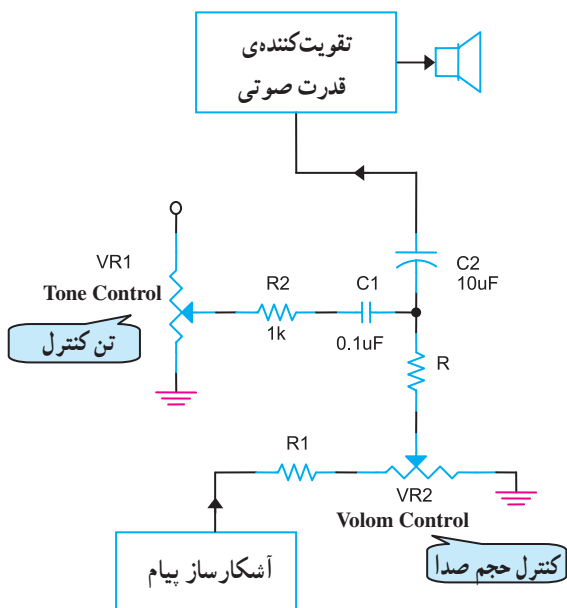 تقویت‌کننده‌ی
قدرت صوتی
VR1
Tone Control
تن کنترل
R2
1k
C1
0.1uF
C2
10uF
R
R1
VR2
Volom Control
کنترل حجم صدا
آشکارساز پیام